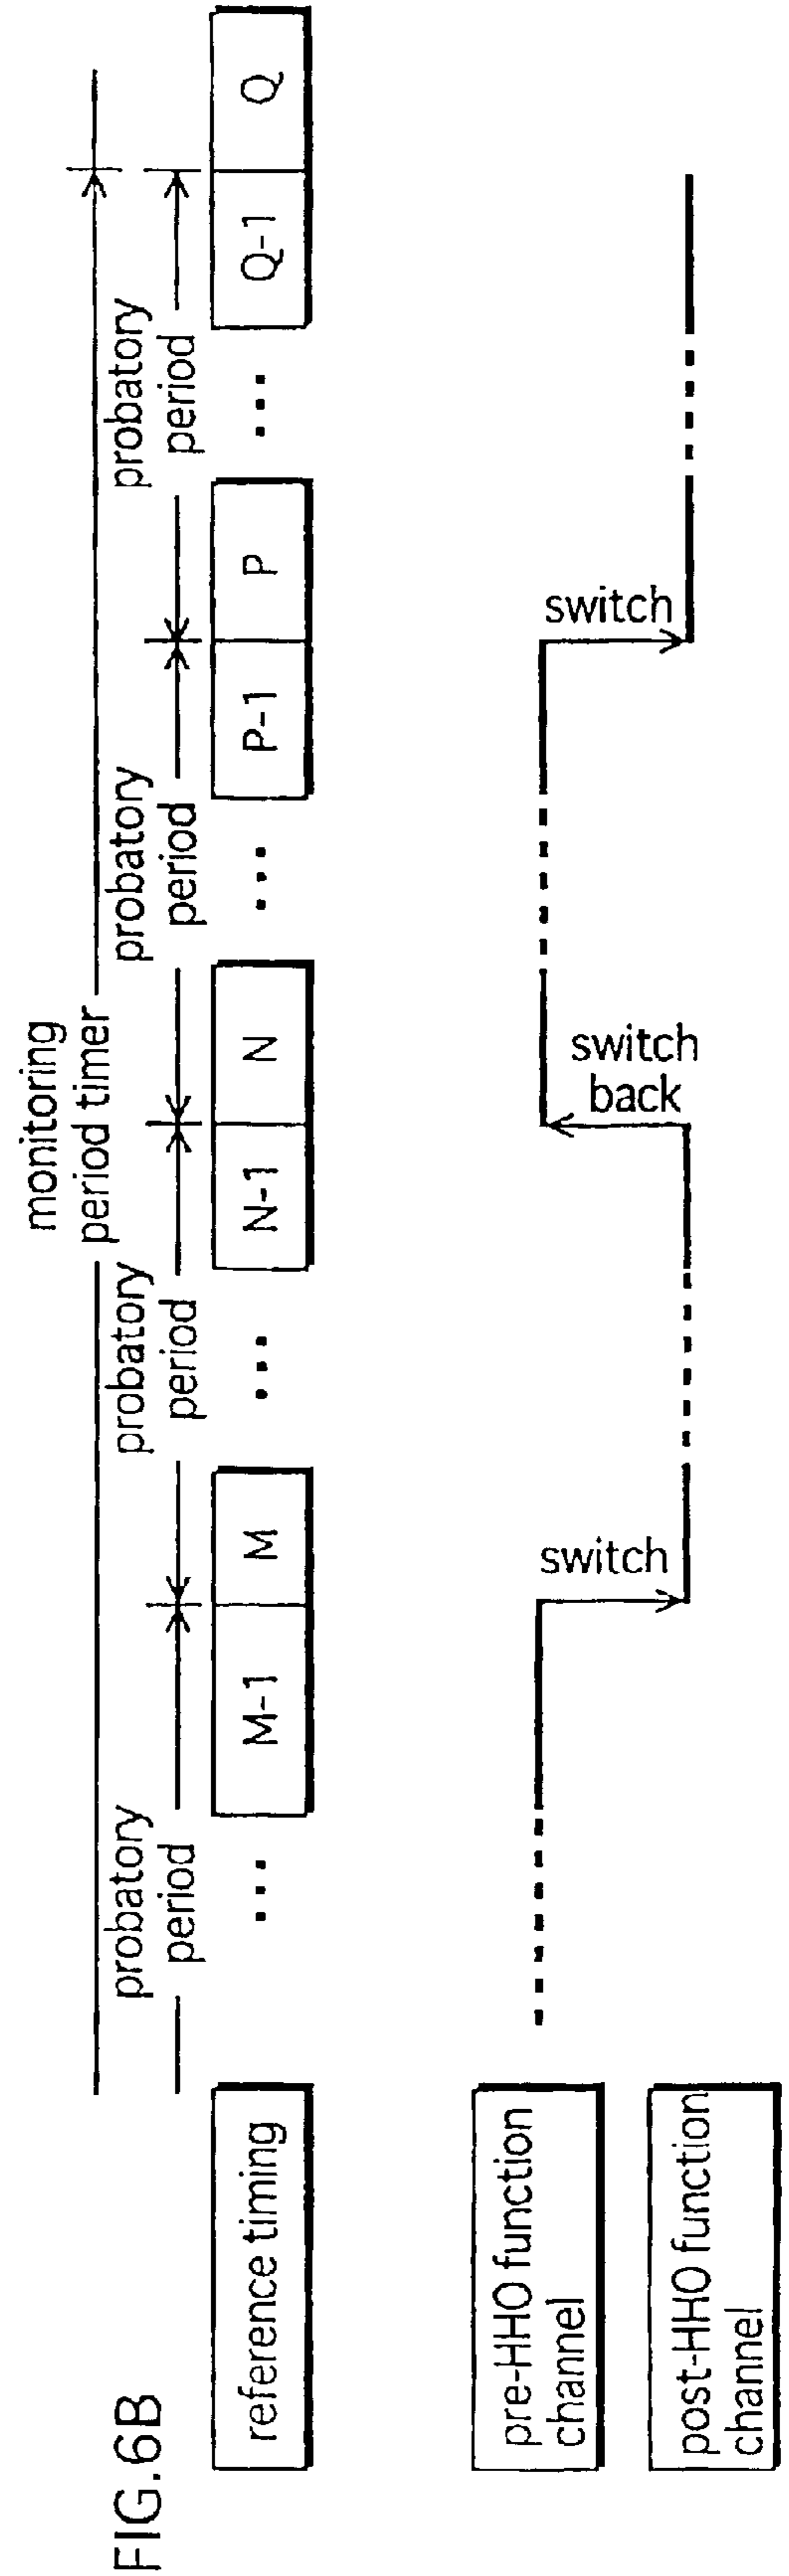 FIG.6B
monitoring
period timer
probatory
period
probatory
period
probatory
period
probatory
period
reference timing
...
M-1
M
...
N-1
N
...
P-1
P
...
Q-1
Q
pre-HHO function
channel
switch
switch
back
switch
post-HHO function
channel